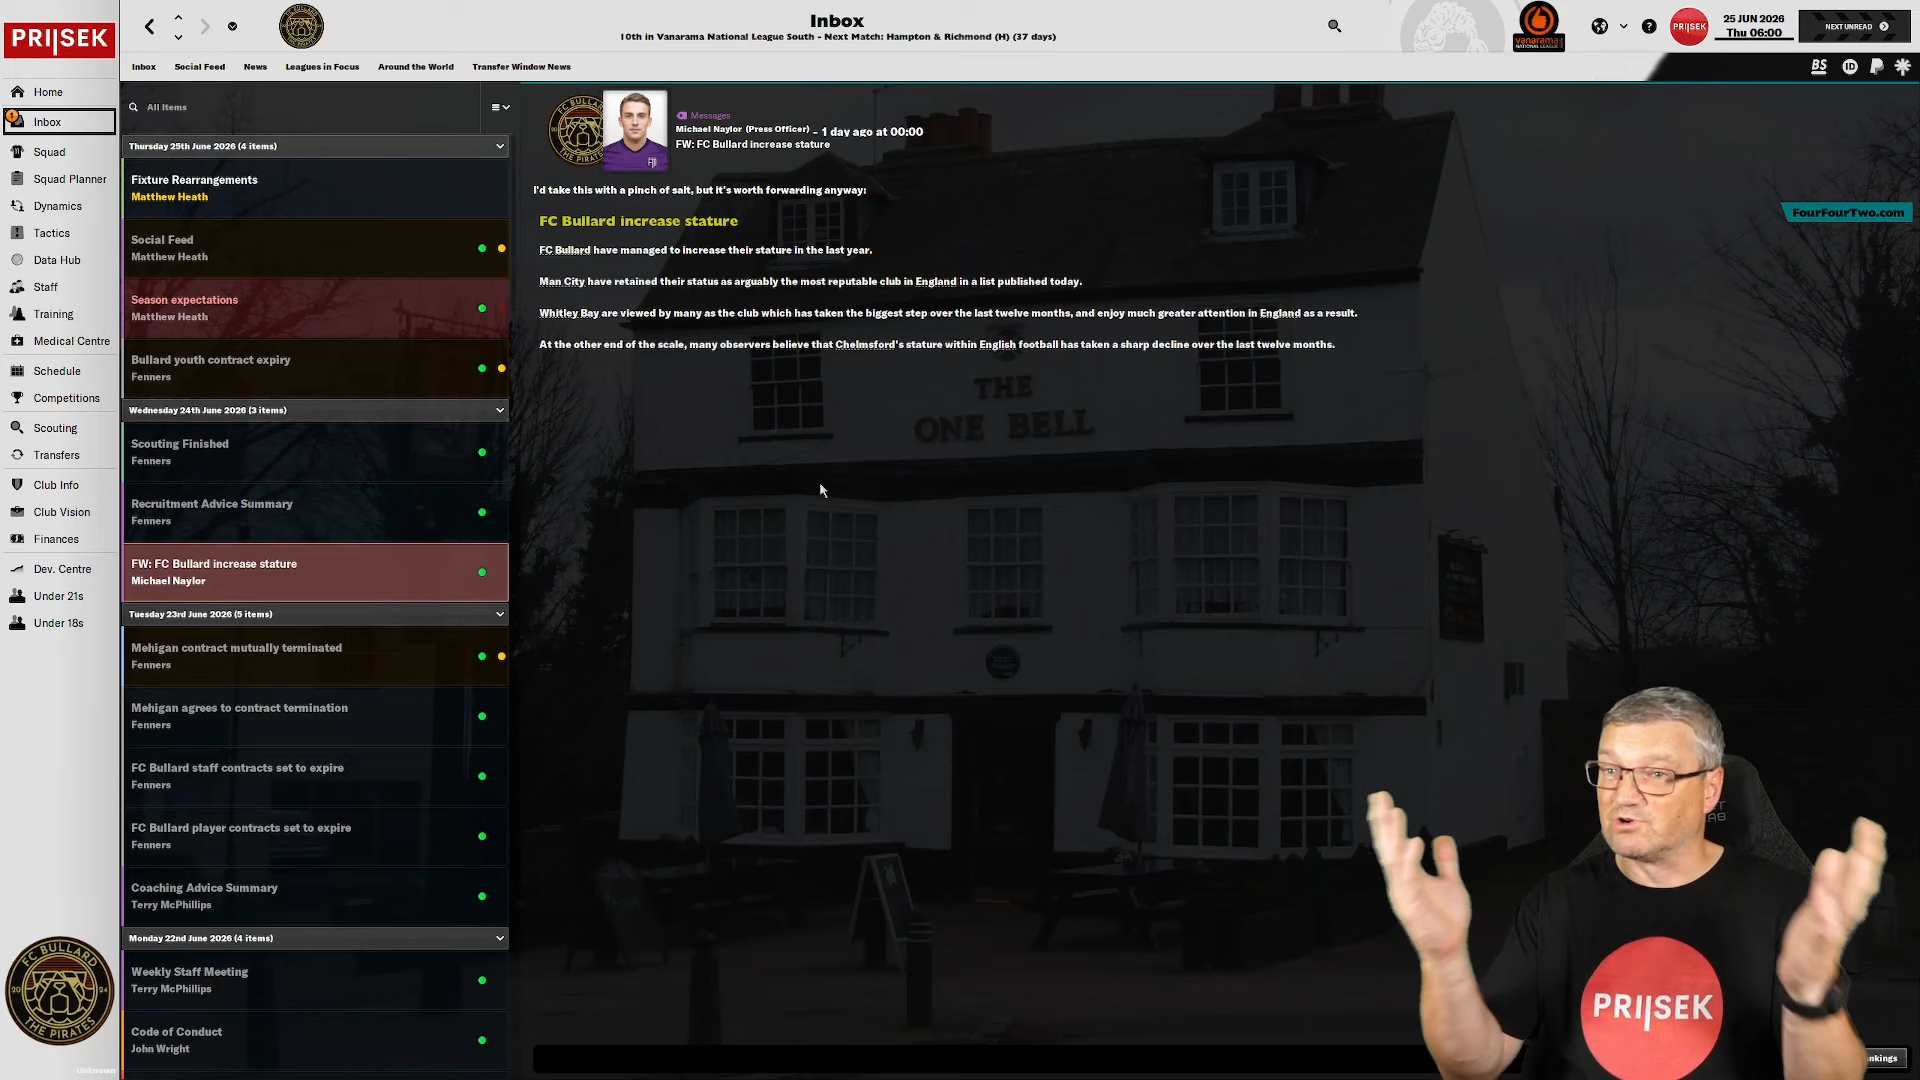 PRIJSEK
Inbox
10th in Vanarama National League South - Next Match: Hampton & Richmond (H) (37 days)
25 JUN 2026
Thu 06:00
NEXT UNREAD
PRIJSEK
vanarama
NATIONAL LEAGUE
Inbox
Social Feed
News
Leagues in Focus
Around the World
Transfer Window News
BS
ID
Home
1
Inbox
Squad
Squad Planner
Dynamics
Tactics
Data Hub
Staff
Training
Medical Centre
Schedule
Competitions
Scouting
Transfers
Club Info
Club Vision
Finances
Dev. Centre
Under 21s
Under 18s
FC BULLARD
20 24
THE PIRATES
Unknown
All Items
Thursday 25th June 2026 (4 items)
Fixture Rearrangements
Matthew Heath
Social Feed
Matthew Heath
Season expectations
Matthew Heath
Bullard youth contract expiry
Fenners
Wednesday 24th June 2026 (3 items)
Scouting Finished
Fenners
Recruitment Advice Summary
Fenners
FW: FC Bullard increase stature
Michael Naylor
Tuesday 23rd June 2026 (5 items)
Mehigan contract mutually terminated
Fenners
Mehigan agrees to contract termination
Fenners
FC Bullard staff contracts set to expire
Fenners
FC Bullard player contracts set to expire
Fenners
Coaching Advice Summary
Terry McPhillips
Monday 22nd June 2026 (4 items)
Weekly Staff Meeting
Terry McPhillips
Code of Conduct
John Wright
Messages
Michael Naylor (Press Officer) - 1 day ago at 00:00
FW: FC Bullard increase stature
I'd take this with a pinch of salt, but it's worth forwarding anyway:
FourFourTwo.com
FC Bullard increase stature
FC Bullard have managed to increase their stature in the last year.
Man City have retained their status as arguably the most reputable club in England in a list published today.
Whitley Bay are viewed by many as the club which has taken the biggest step over the last twelve months, and enjoy much greater attention in England as a result.
At the other end of the scale, many observers believe that Chelmsford's stature within English football has taken a sharp decline over the last twelve months.
THE
ONE BELL
PRIJSEK